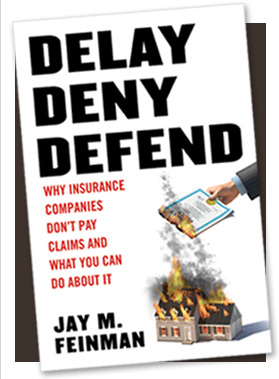 DELAY
DENY
DEFEND
WHY INSURANCE
COMPANIES
DON'T PAY
CLAIMS AND
WHAT YOU CAN
DO ABOUT IT
JAY M.
FEINMAN